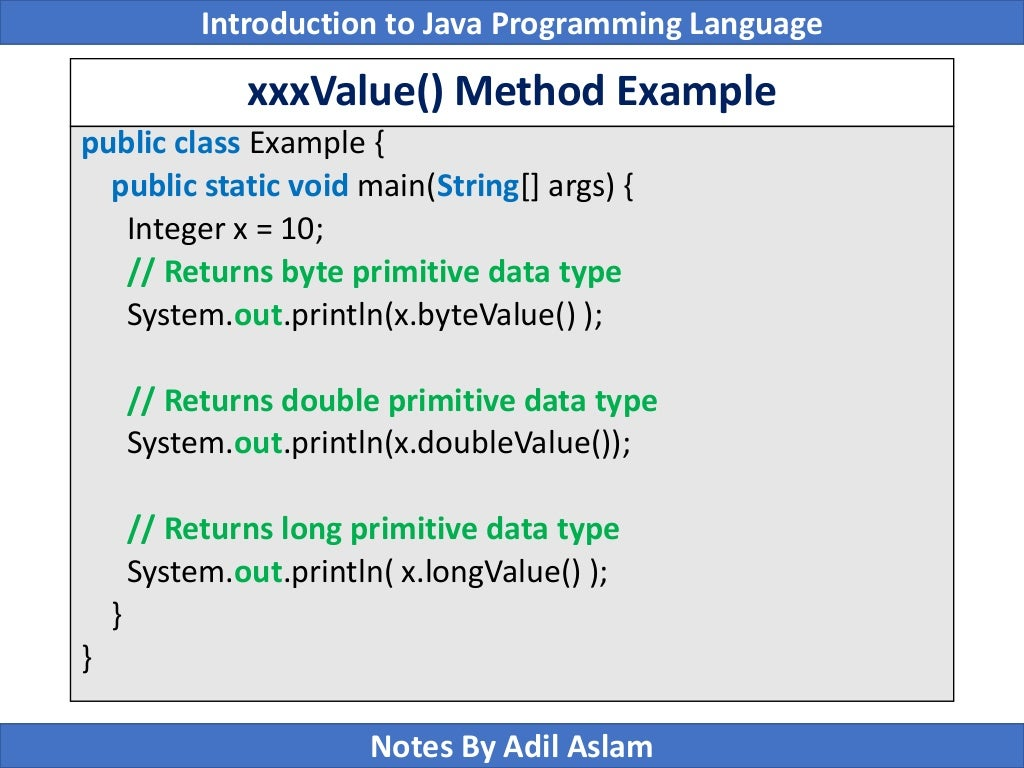 Introduction to Java Programming Language
xxxValue() Method Example
public class Example {
public static void main(String[] args) {
Integer x = 10;
// Returns byte primitive data type
System.out.println(x.byteValue() );
// Returns double primitive data type
System.out.println(x.doubleValue());
// Returns long primitive data type
System.out.println( x.longValue() );
}
}
Notes By Adil Aslam